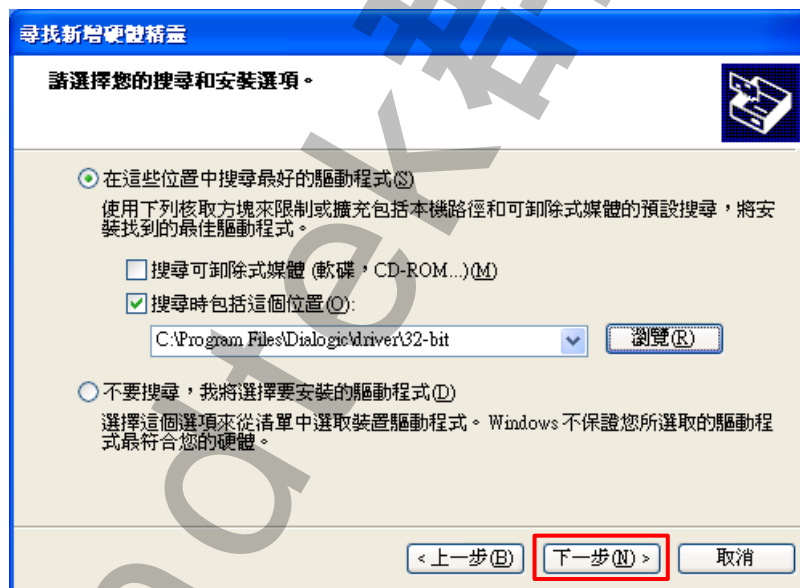 尋找新增硬體精靈
請選擇您的搜尋和安裝選項。
在這些位置中搜尋最好的驅動程式(S)
使用下列核取方塊來限制或擴充包括本機路徑和可卸除式媒體的預設搜尋，將安
裝找到的最佳驅動程式。
搜尋可卸除式媒體 (軟碟，CD-ROM...)(M)
搜尋時包括這個位置(O):
C:\Program Files\Dialogic\driver\32-bit
瀏覽(R)
不要搜尋，我將選擇要安裝的驅動程式(D)
選擇這個選項來從清單中選取裝置驅動程式。Windows 不保證您所選取的驅動程
式最符合您的硬體。
< 上一步(B) 下一步(N) > 取消